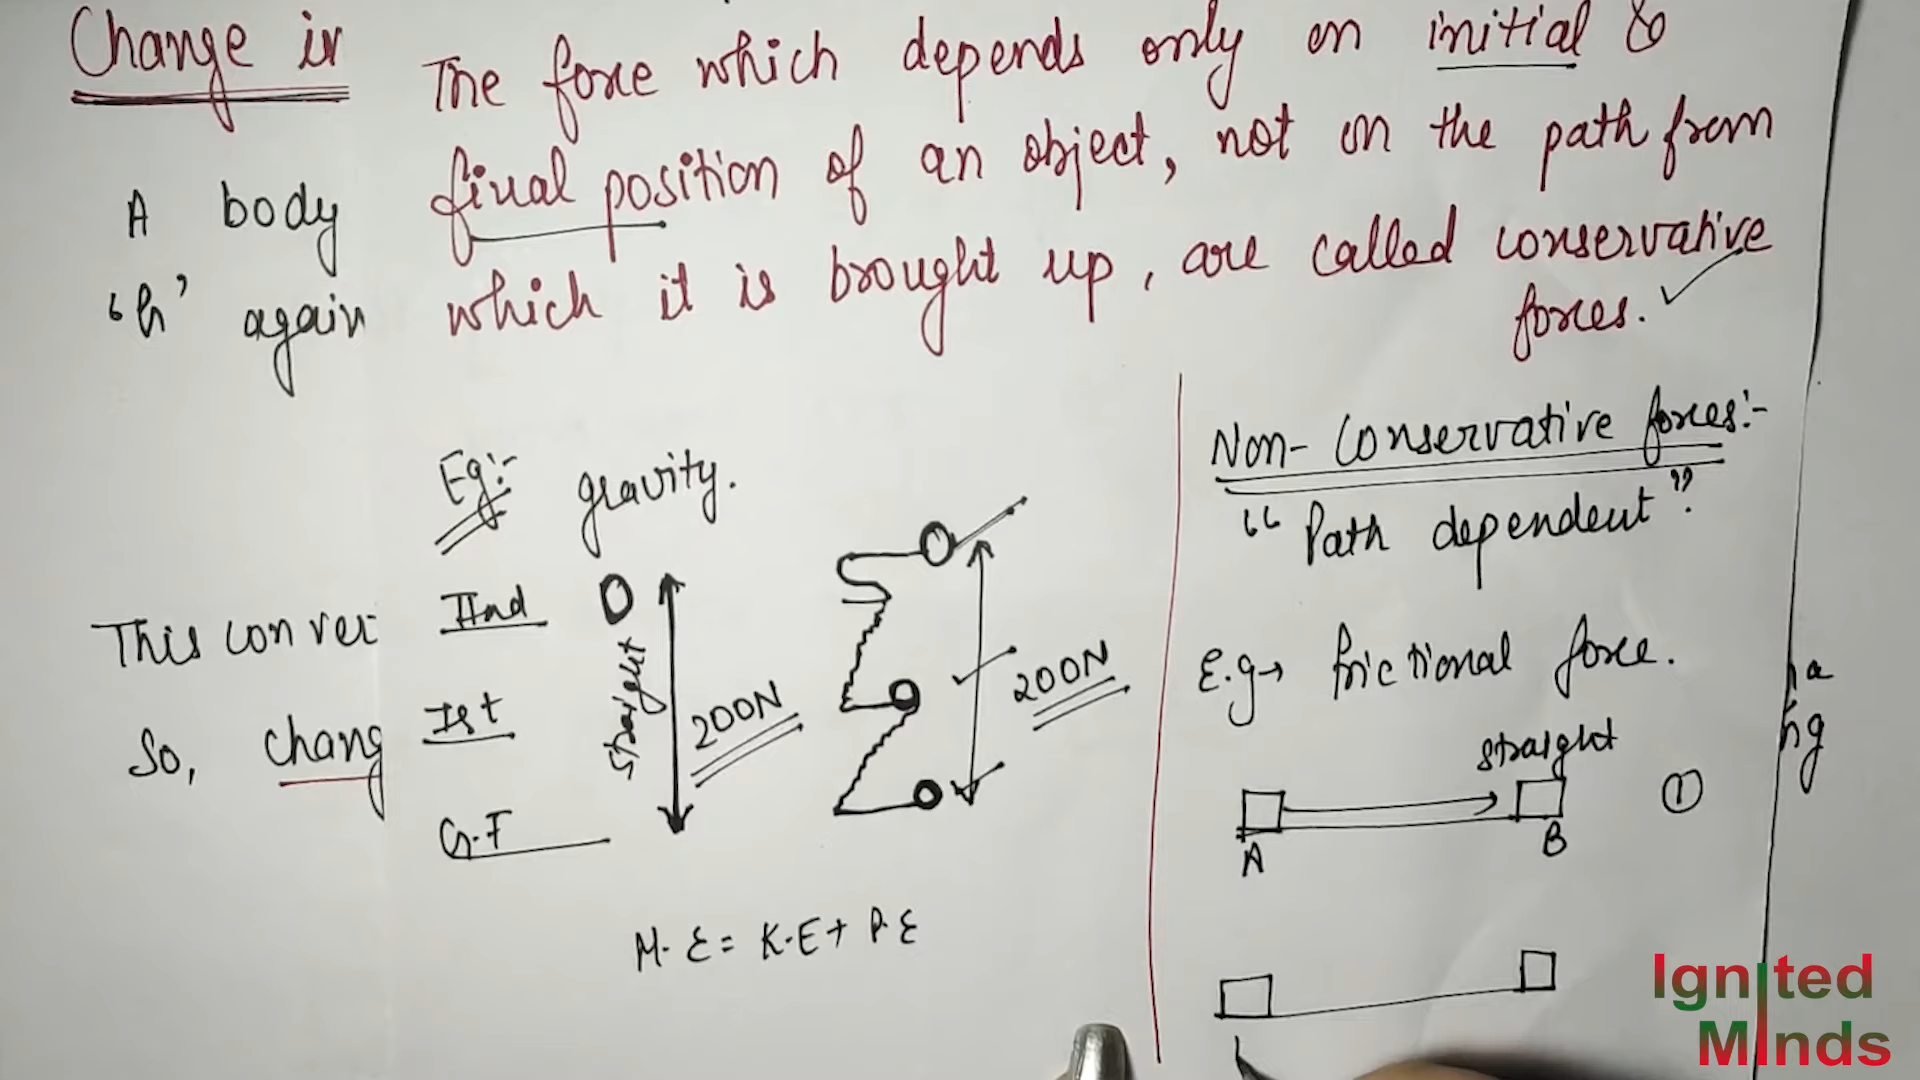 Change in
The force which depends only on initial &
final position of an object, not on the path from
which it is brought up, are called conservative
forces.
A body
'h' again
This conver
So, chang
Eg:- gravity.
IInd
Ist
G.F
straight
200N
200N
M.E = K.E + P.E
Non-Conservative forces:-
"Path dependent".
E.g→ frictional force.
straight
A
B
1
Ignited
Minds